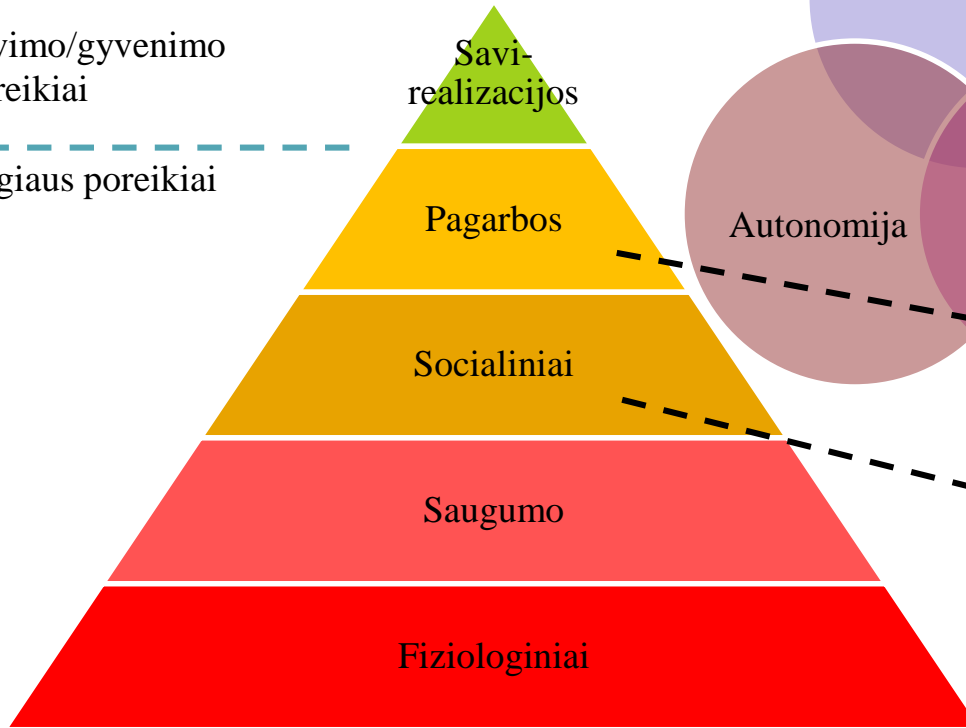 vimo/gyvenimo
reikiai
giaus poreikiai
Savi-
realizacijos
Pagarbos
Autonomija
Socialiniai
Saugumo
Fiziologiniai